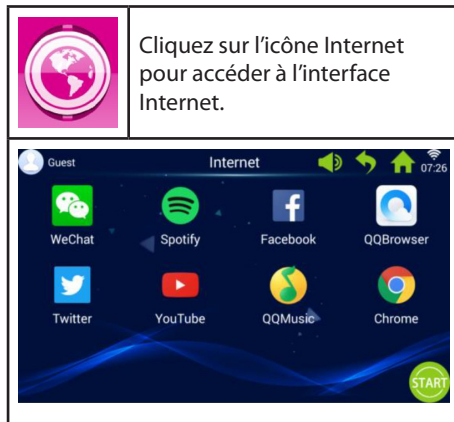 Cliquez sur l'icône Internet
pour accéder à l'interface
Internet.
Guest Internet 07:26
WeChat Spotify Facebook QQBrowser
Twitter YouTube QQMusic Chrome
START